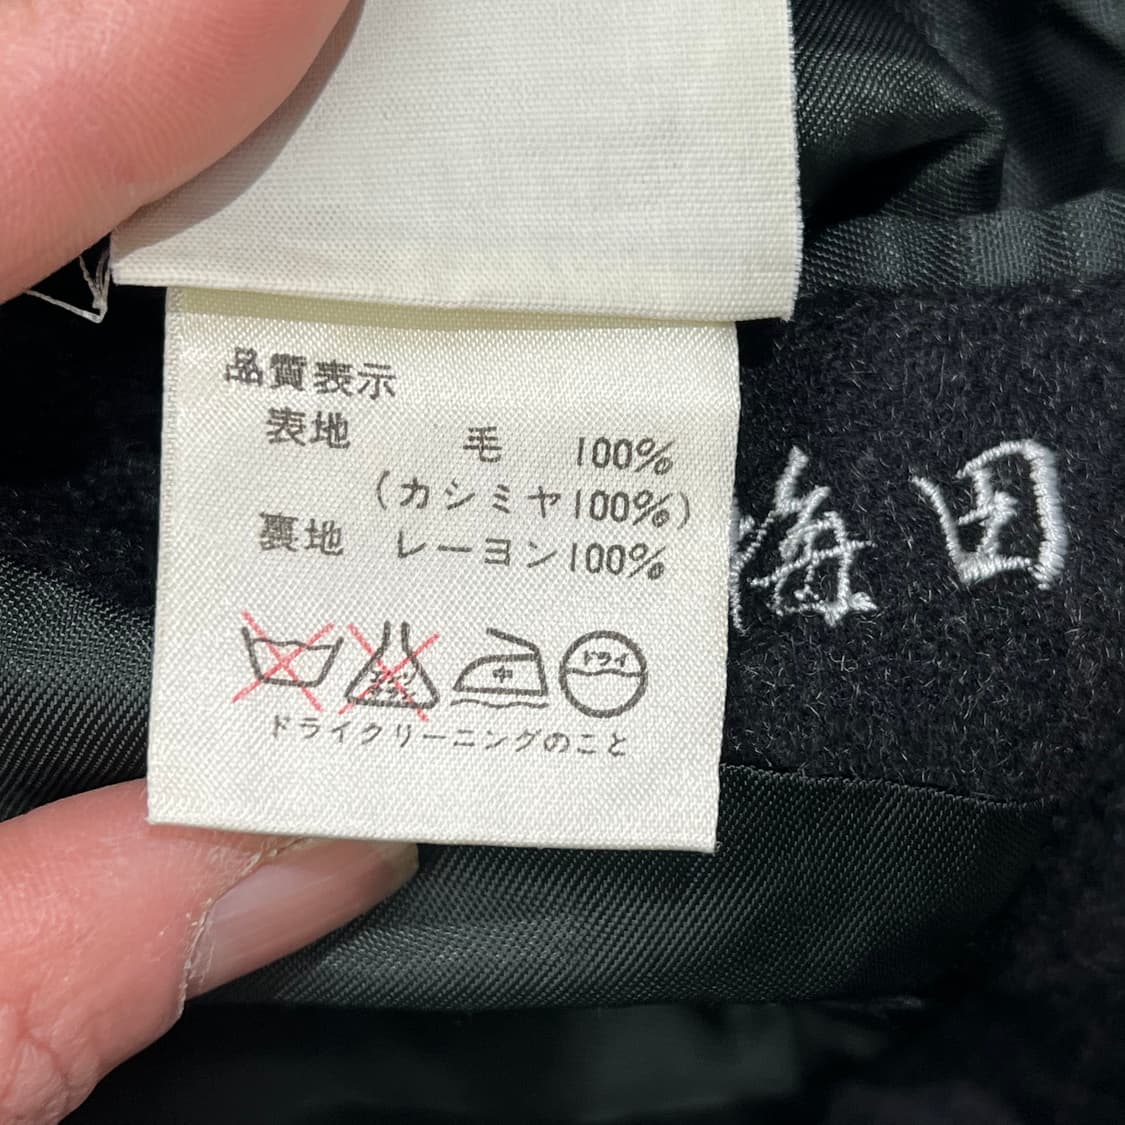 品質表示
表地 毛 100%
(カシミヤ100%)
裏地 レーヨン100%
中
ドライ
ドライクリーニングのこと
田